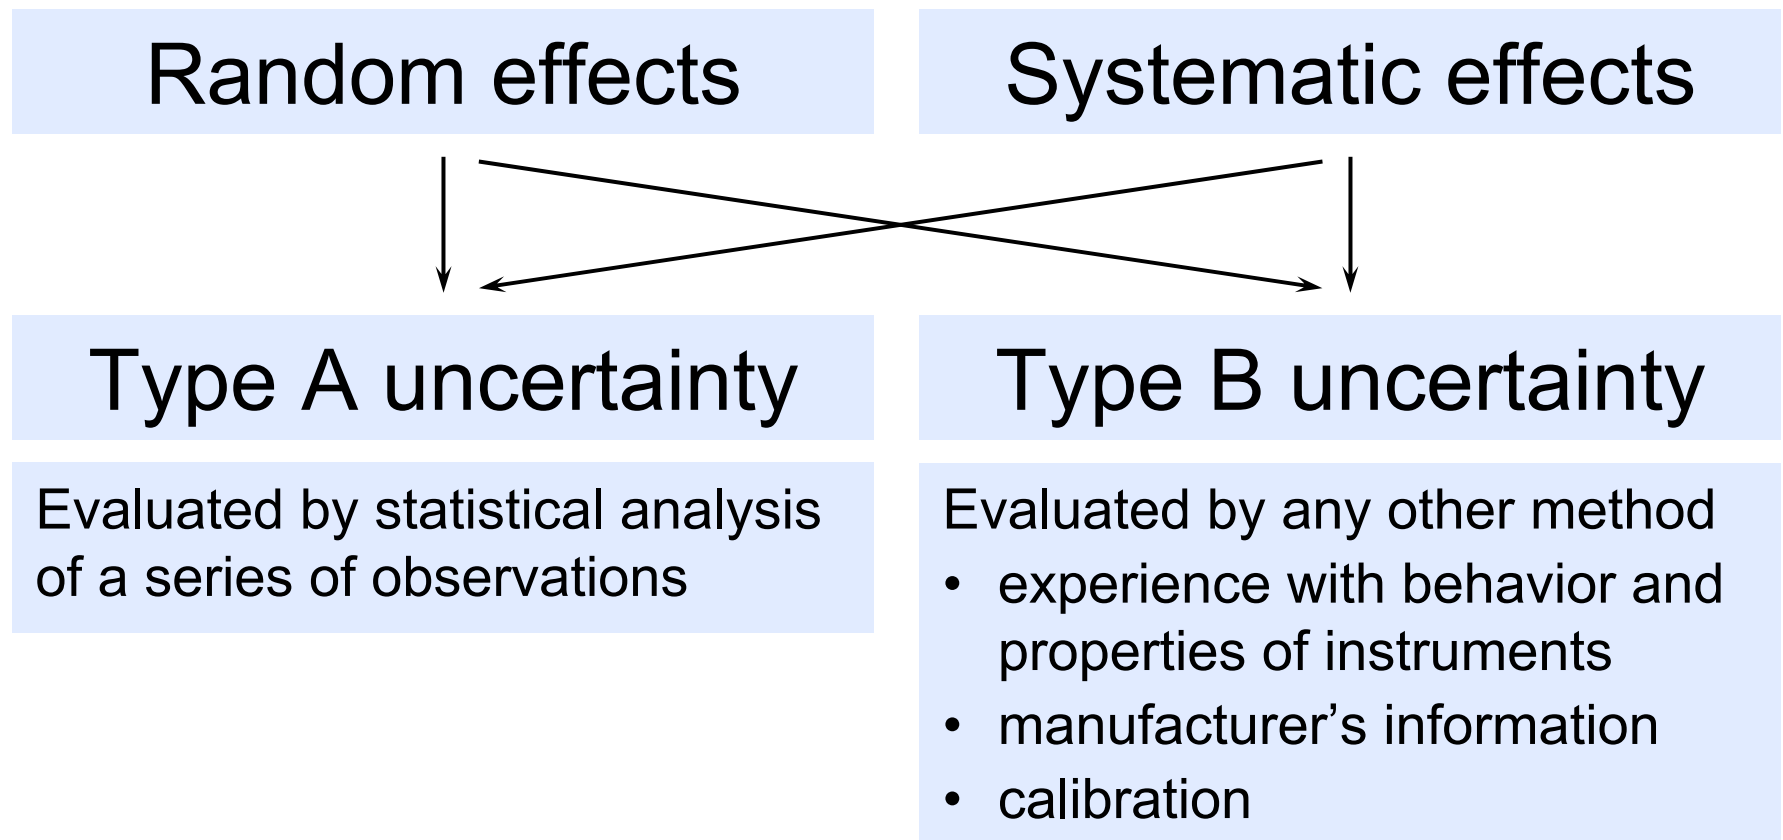 Random effects
Systematic effects
Type A uncertainty
Type B uncertainty
Evaluated by statistical analysis
of a series of observations
Evaluated by any other method
• experience with behavior and
properties of instruments
• manufacturer’s information
• calibration